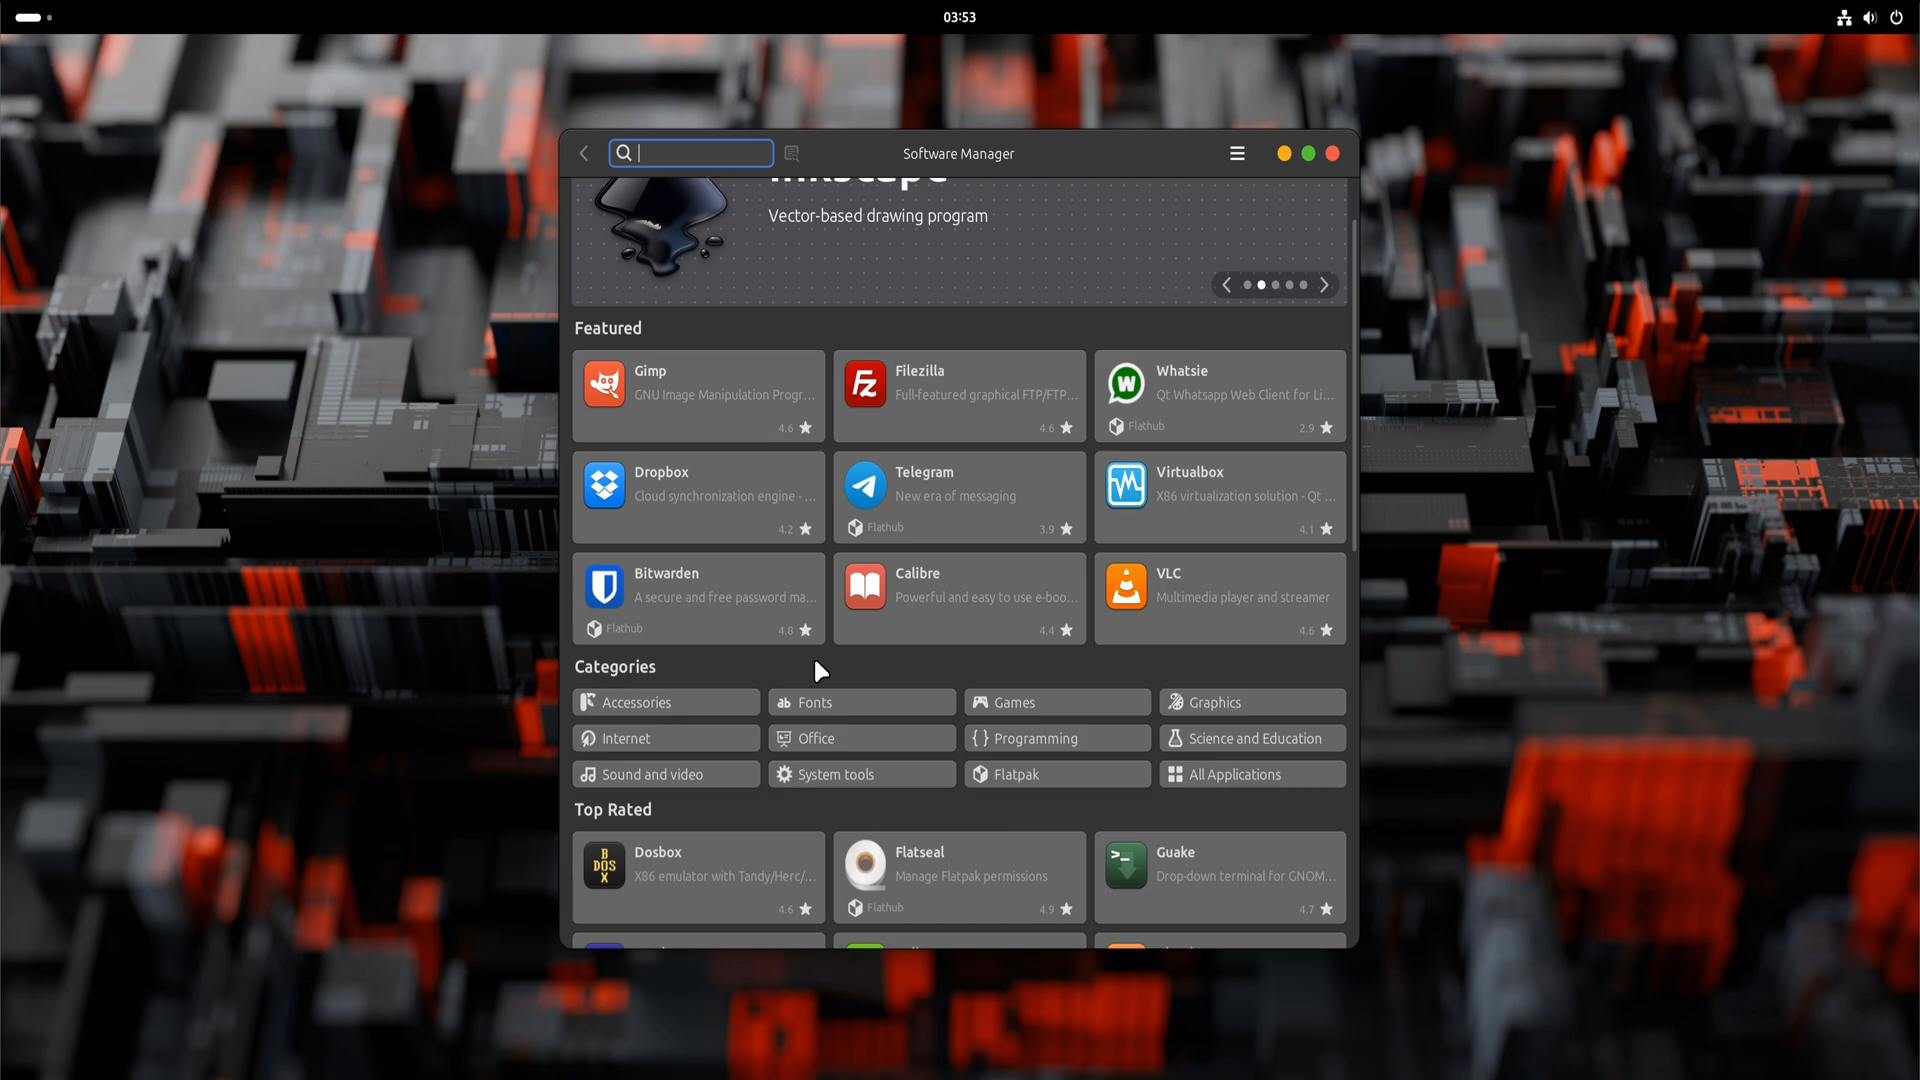 03:53
Software Manager
Inkscape
Vector-based drawing program
Featured
Gimp
GNU Image Manipulation Progr...
4.6
Filezilla
Full-featured graphical FTP/FTP...
4.6
Whatsie
Qt Whatsapp Web Client for Li...
Flathub 2.9
Dropbox
Cloud synchronization engine - ...
4.2
Telegram
New era of messaging
Flathub 3.9
Virtualbox
X86 virtualization solution - Qt ...
4.1
Bitwarden
A secure and free password ma...
Flathub 4.8
Calibre
Powerful and easy to use e-boo...
4.4
VLC
Multimedia player and streamer
4.6
Categories
Accessories
Fonts
Games
Graphics
Internet
Office
Programming
Science and Education
Sound and video
System tools
Flatpak
All Applications
Top Rated
Dosbox
X86 emulator with Tandy/Herc/...
4.6
Flatseal
Manage Flatpak permissions
Flathub 4.9
Guake
Drop-down terminal for GNOM...
4.7